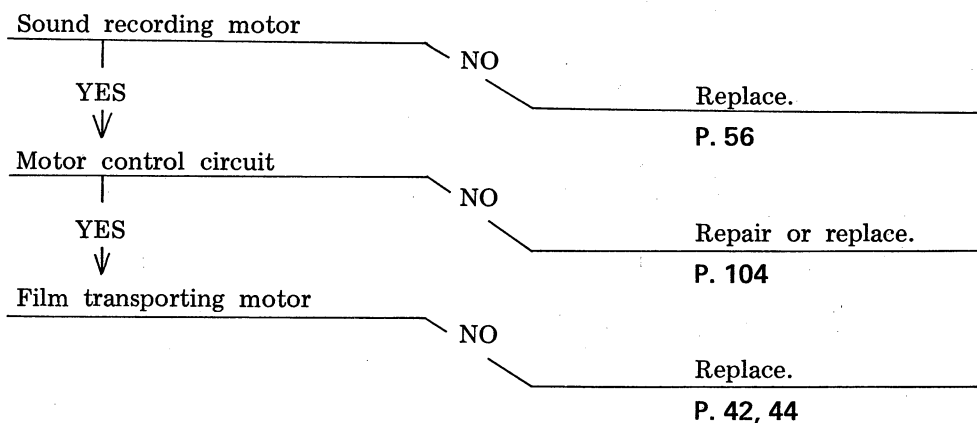 Sound recording motor
NO
YES
Replace.
P. 56
Motor control circuit
NO
YES
Repair or replace.
P. 104
Film transporting motor
NO
Replace.
P. 42, 44